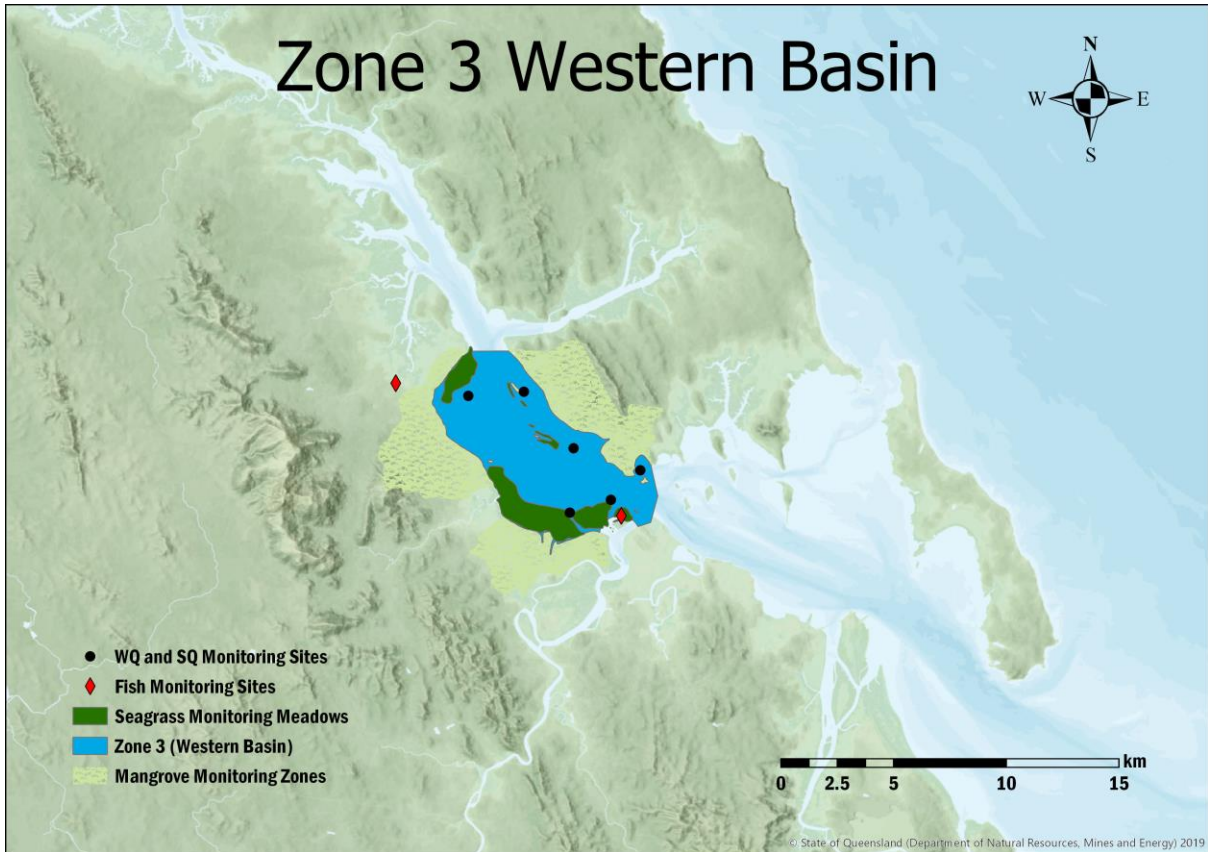 Zone 3 Western Basin
N
W E
S
WQ and SQ Monitoring Sites
Fish Monitoring Sites
Seagrass Monitoring Meadows
Zone 3 (Western Basin)
Mangrove Monitoring Zones
km
0 2.5 5 10 15
© State of Queensland (Department of Natural Resources, Mines and Energy) 2019